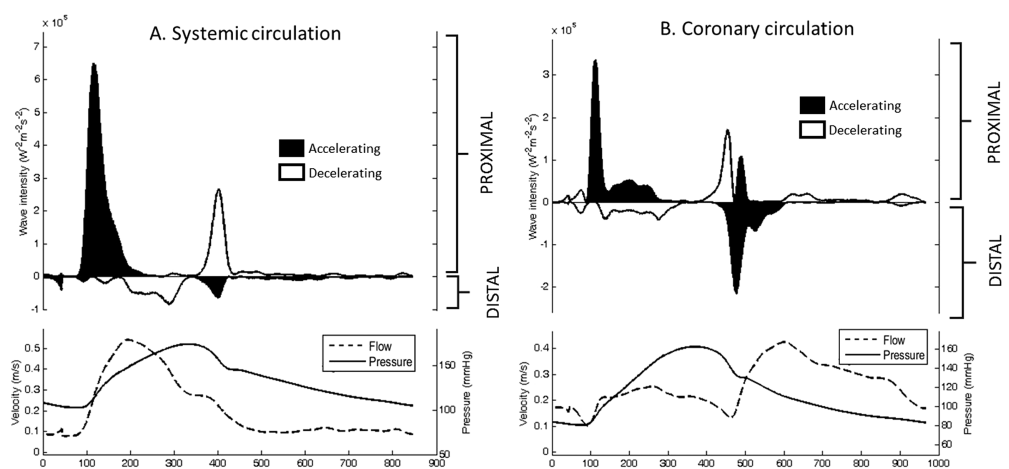 A. Systemic circulation
x 10⁵
7
6
5
4
3
2
1
0
-1
Wave intensity (W⁻²m⁻²s⁻²)
Accelerating
Decelerating
PROXIMAL
DISTAL
0.5
0.4
0.3
0.2
0.1
0
Velocity (m/s)
Flow
Pressure
150
100
50
Pressure (mmHg)
0 100 200 300 400 500 600 700 800 900
B. Coronary circulation
x 10⁵
3
2
1
0
-1
-2
Wave intensity (W⁻²m⁻²s⁻²)
Accelerating
Decelerating
PROXIMAL
DISTAL
0.4
0.3
0.2
0.1
0
Velocity (m/s)
Flow
Pressure
160
140
120
100
80
60
Pressure (mmHg)
0 100 200 300 400 500 600 700 800 900 1000